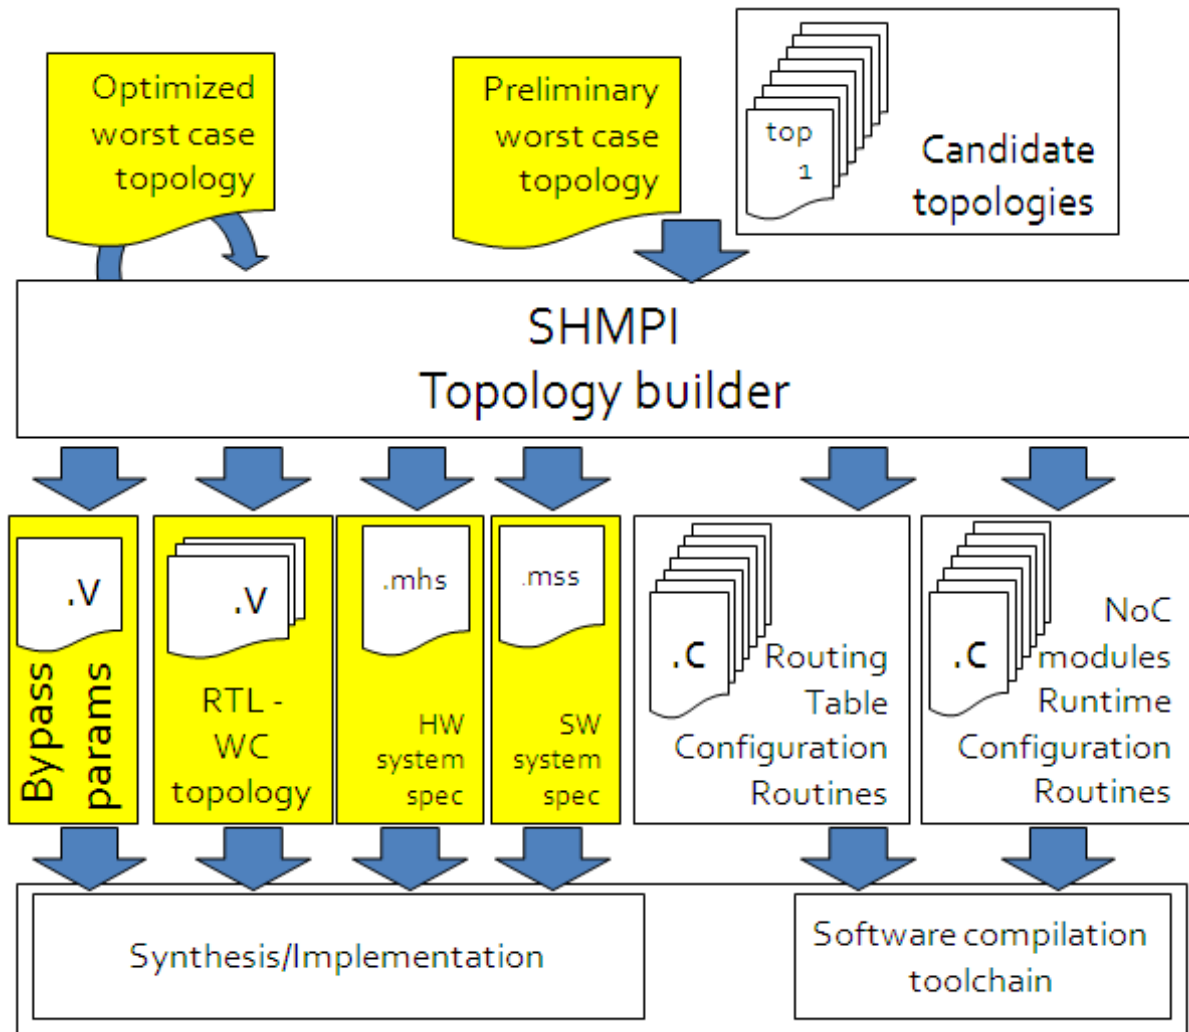 Optimized
worst case
topology
Preliminary
worst case
topology
top
1
Candidate
topologies
SHMPI
Topology builder
.V
Bypass
params
.V
RTL -
WC
topology
.mhs
HW
system
spec
.mss
SW
system
spec
.C
Routing
Table
Configuration
Routines
.C
NoC
modules
Runtime
Configuration
Routines
Synthesis/Implementation
Software compilation
toolchain